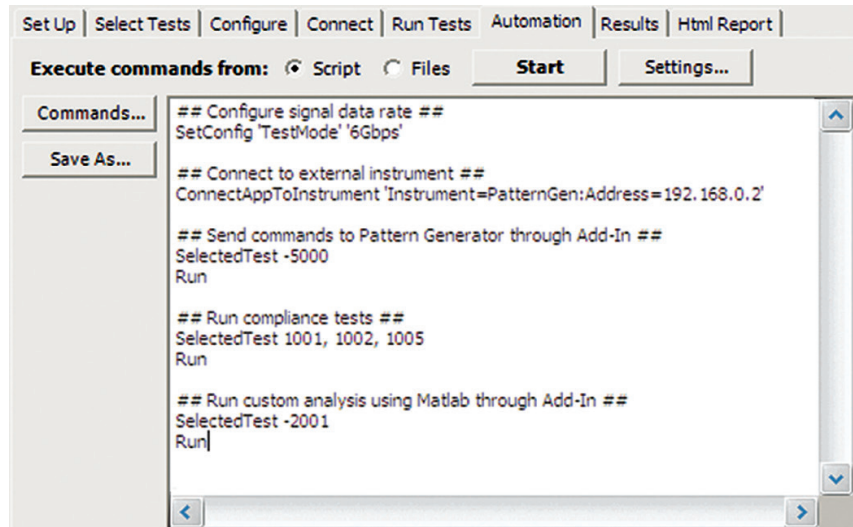 Set Up Select Tests Configure Connect Run Tests Automation Results Html Report
Execute commands from: Script Files Start Settings...
Commands...
Save As...
## Configure signal data rate ##
SetConfig 'TestMode' '6Gbps'
## Connect to external instrument ##
ConnectAppToInstrument 'Instrument=PatternGen:Address=192.168.0.2'
## Send commands to Pattern Generator through Add-In ##
SelectedTest -5000
Run
## Run compliance tests ##
SelectedTest 1001, 1002, 1005
Run
## Run custom analysis using Matlab through Add-In ##
SelectedTest -2001
Run